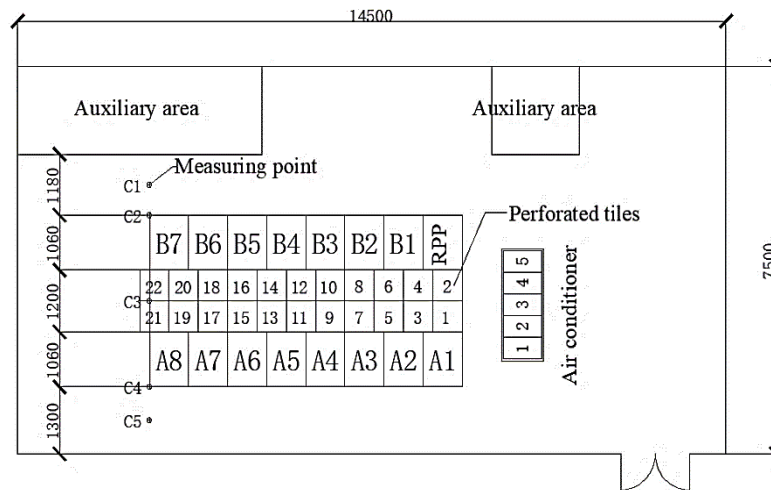 14500
Auxiliary area
Auxiliary area
Measuring point
C1
1180
C2
Perforated tiles
B7 B6 B5 B4 B3 B2 B1 RPP
1060
7500
22 20 18 16 14 12 10 8 6 4 2
C3
1200
21 19 17 15 13 11 9 7 5 3 1
5
4
3
2
1
Air conditioner
A8 A7 A6 A5 A4 A3 A2 A1
1060
C4
1300
C5